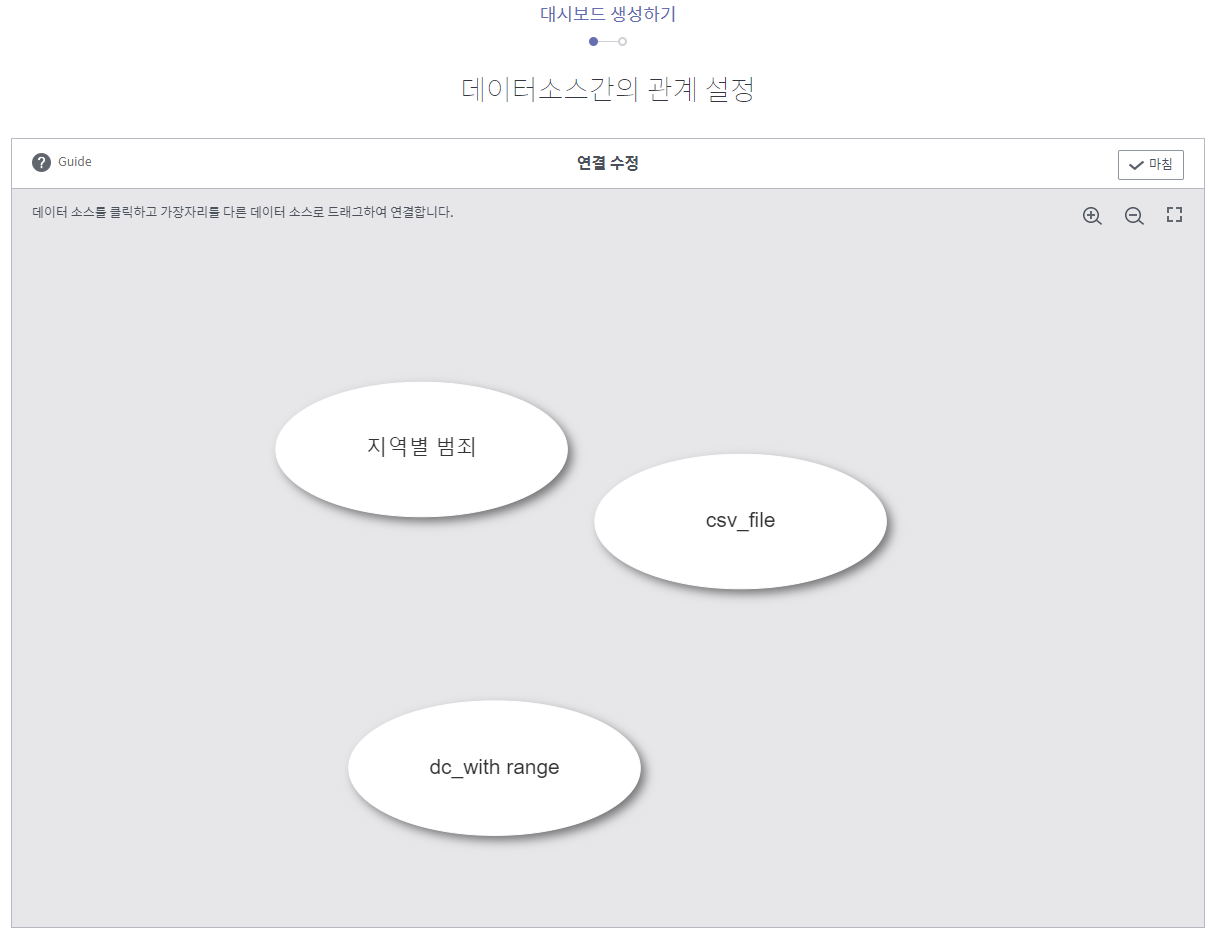 대시보드 생성하기
데이터소스간의 관계 설정
Guide
연결 수정
마침
데이터 소스를 클릭하고 가장자리를 다른 데이터 소스로 드래그하여 연결합니다.
지역별 범죄
csv_file
dc_with range